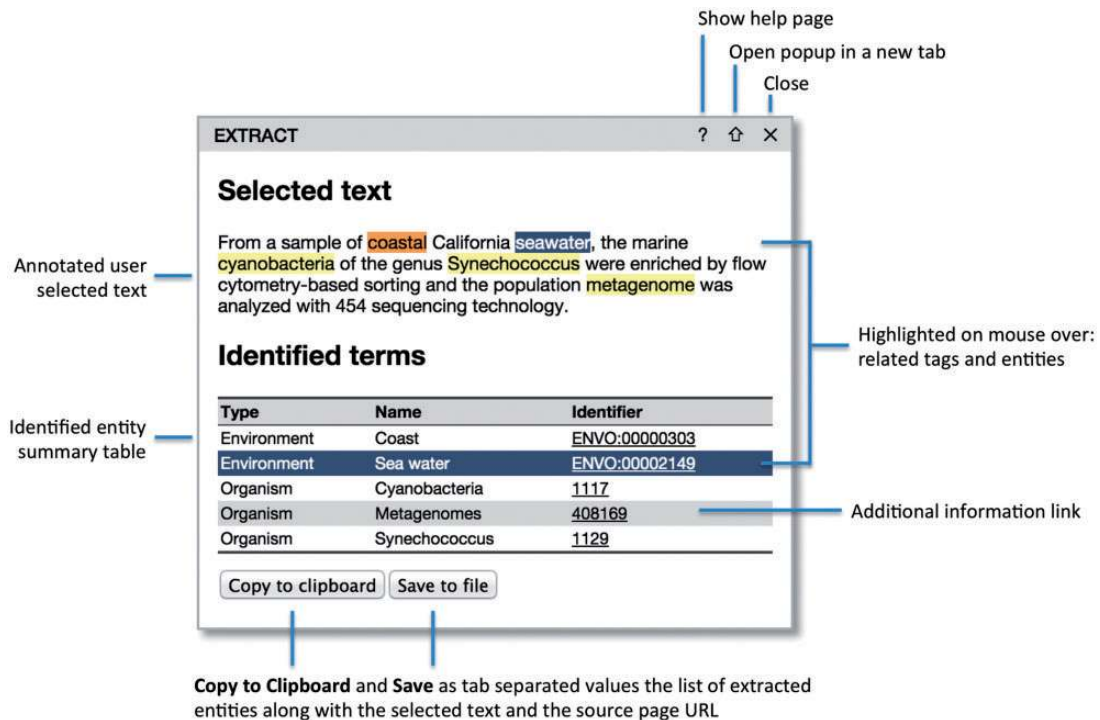 Show help page
Open popup in a new tab
Close
EXTRACT ? ⇧ ×
Selected text
From a sample of coastal California seawater, the marine
cyanobacteria of the genus Synechococcus were enriched by flow
cytometry-based sorting and the population metagenome was
analyzed with 454 sequencing technology.
Annotated user
selected text
Highlighted on mouse over:
related tags and entities
Identified terms
Identified entity
summary table
Type Name Identifier
Environment Coast ENVO:00000303
Environment Sea water ENVO:00002149
Organism Cyanobacteria 1117
Organism Metagenomes 408169
Organism Synechococcus 1129
Additional information link
Copy to clipboard Save to file
Copy to Clipboard and Save as tab separated values the list of extracted
entities along with the selected text and the source page URL